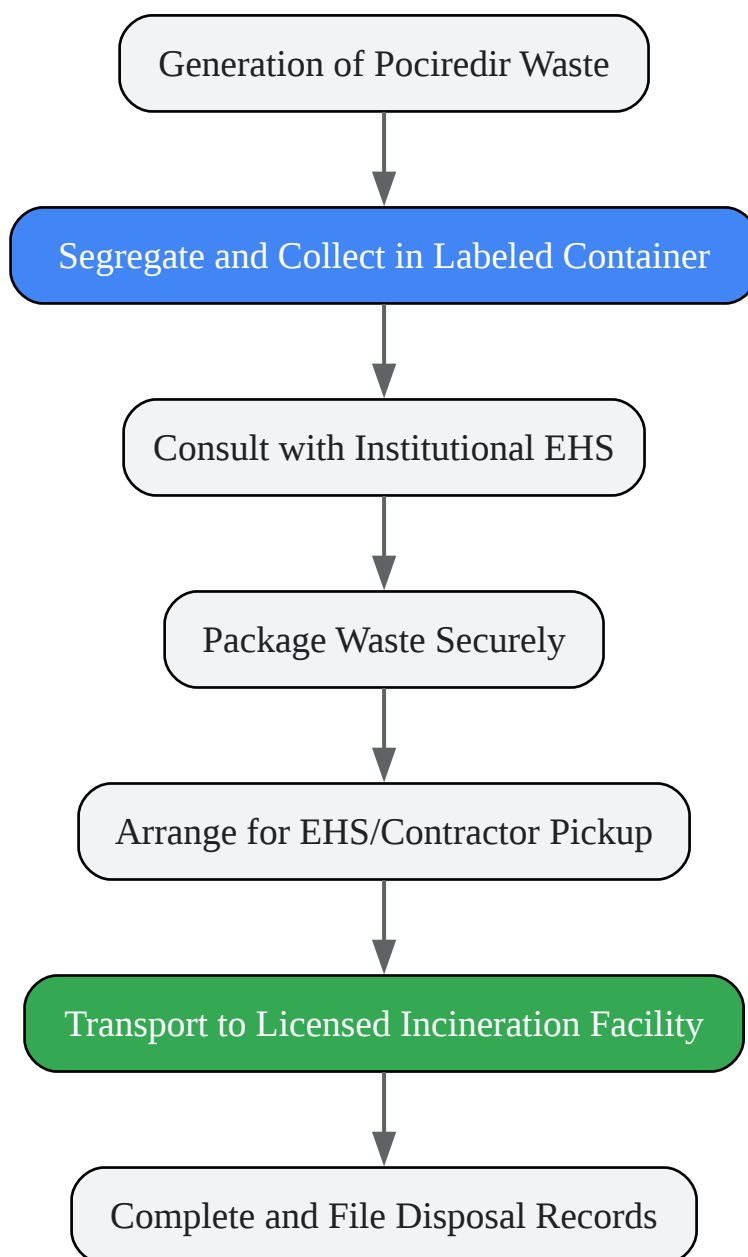 Generation of Pociredir Waste
Segregate and Collect in Labeled Container
Consult with Institutional EHS
Package Waste Securely
Arrange for EHS/Contractor Pickup
Transport to Licensed Incineration Facility
Complete and File Disposal Records